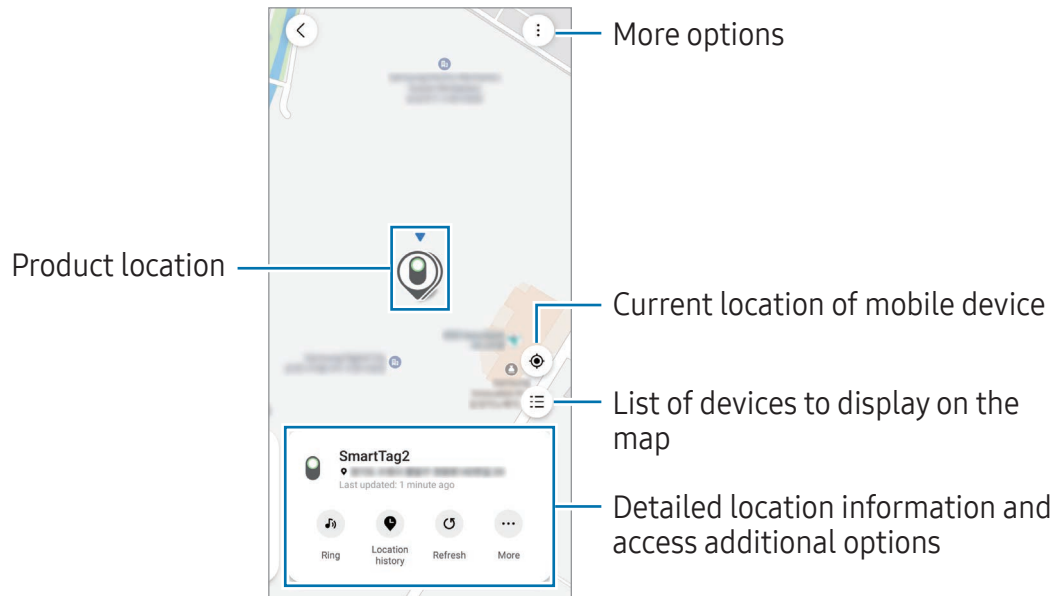 More options
Product location
Current location of mobile device
List of devices to display on the
map
SmartTag2
Last updated: 1 minute ago
Detailed location information and
access additional options
Ring
Location
history
Refresh
More